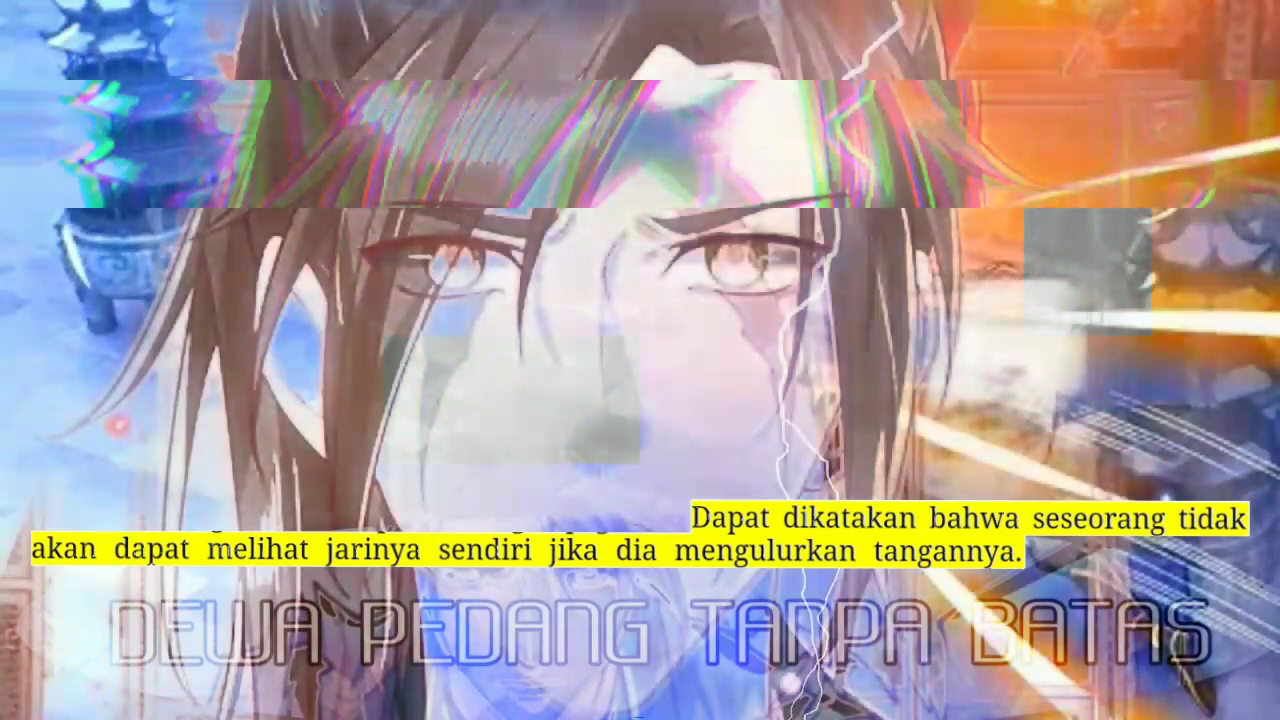 Dapat dikatakan bahwa seseorang tidak
akan dapat melihat jarinya sendiri jika dia mengulurkan tangannya.
DEWA PEDANG TANPA BATAS